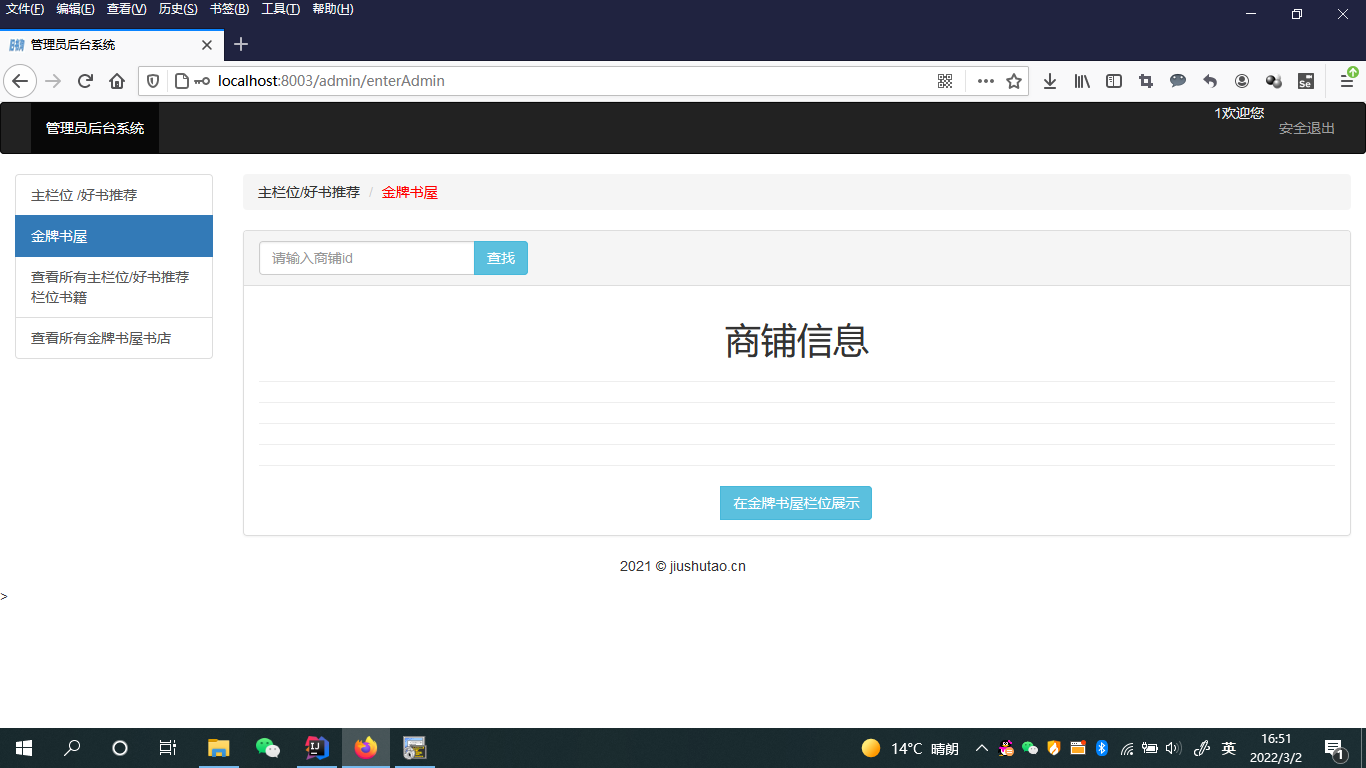 文件(F) 编辑(E) 查看(V) 历史(S) 书签(B) 工具(T) 帮助(H)
管理员后台系统
localhost:8003/admin/enterAdmin
管理员后台系统
1欢迎您
安全退出
主栏位 /好书推荐
金牌书屋
查看所有主栏位/好书推荐
栏位书籍
查看所有金牌书屋书店
主栏位/好书推荐 / 金牌书屋
请输入商铺id
查找
商铺信息
在金牌书屋栏位展示
2021 © jiushutao.cn
>
14°C 晴朗
英
16:51
2022/3/2
1